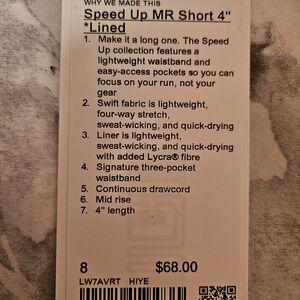 WHY WE MADE THIS
Speed Up MR Short 4"
*Lined
1. Make it a long one. The Speed
Up collection features a
lightweight waistband and
easy-access pockets so you can
focus on your run, not your
gear
2. Swift fabric is lightweight,
four-way stretch,
sweat-wicking, and quick-drying
3. Liner is lightweight,
sweat-wicking, and quick-drying
with added Lycra® fibre
4. Signature three-pocket
waistband
5. Continuous drawcord
6. Mid rise
7. 4" length
8 $68.00
LW7AVRT HIYE